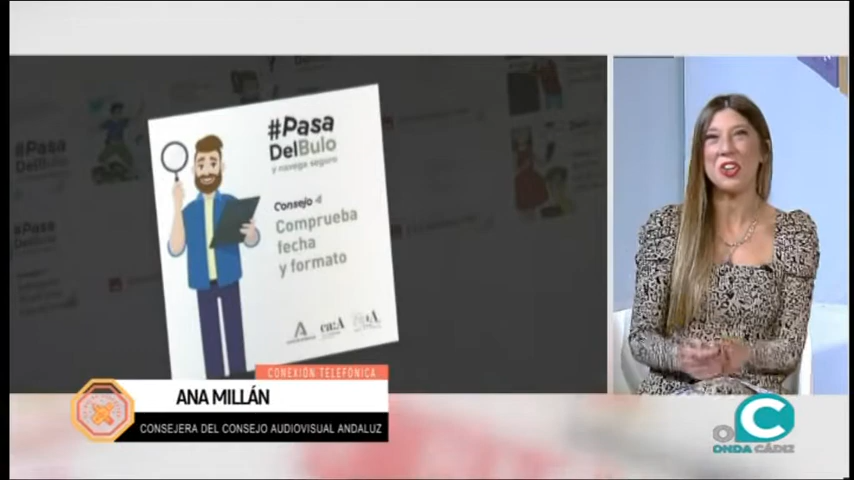 #Pasa
DelBulo
y navega seguro
Consejo 4
Comprueba
fecha
y formato
CONEXIÓN TELEFÓNICA
ANA MILLÁN
CONSEJERA DEL CONSEJO AUDIOVISUAL ANDALUZ
ONDA CÁDIZ